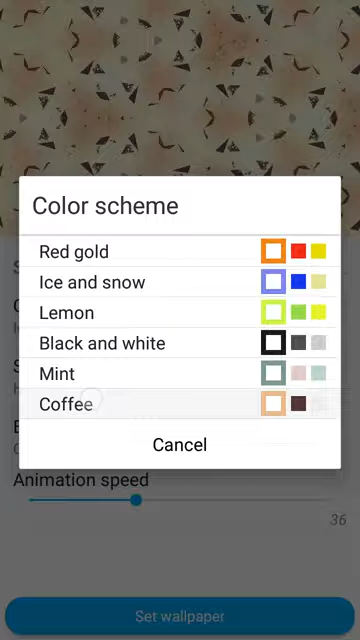 Color scheme
Red gold
Ice and snow
Lemon
Black and white
Mint
Coffee
Cancel
Animation speed
36
Set wallpaper